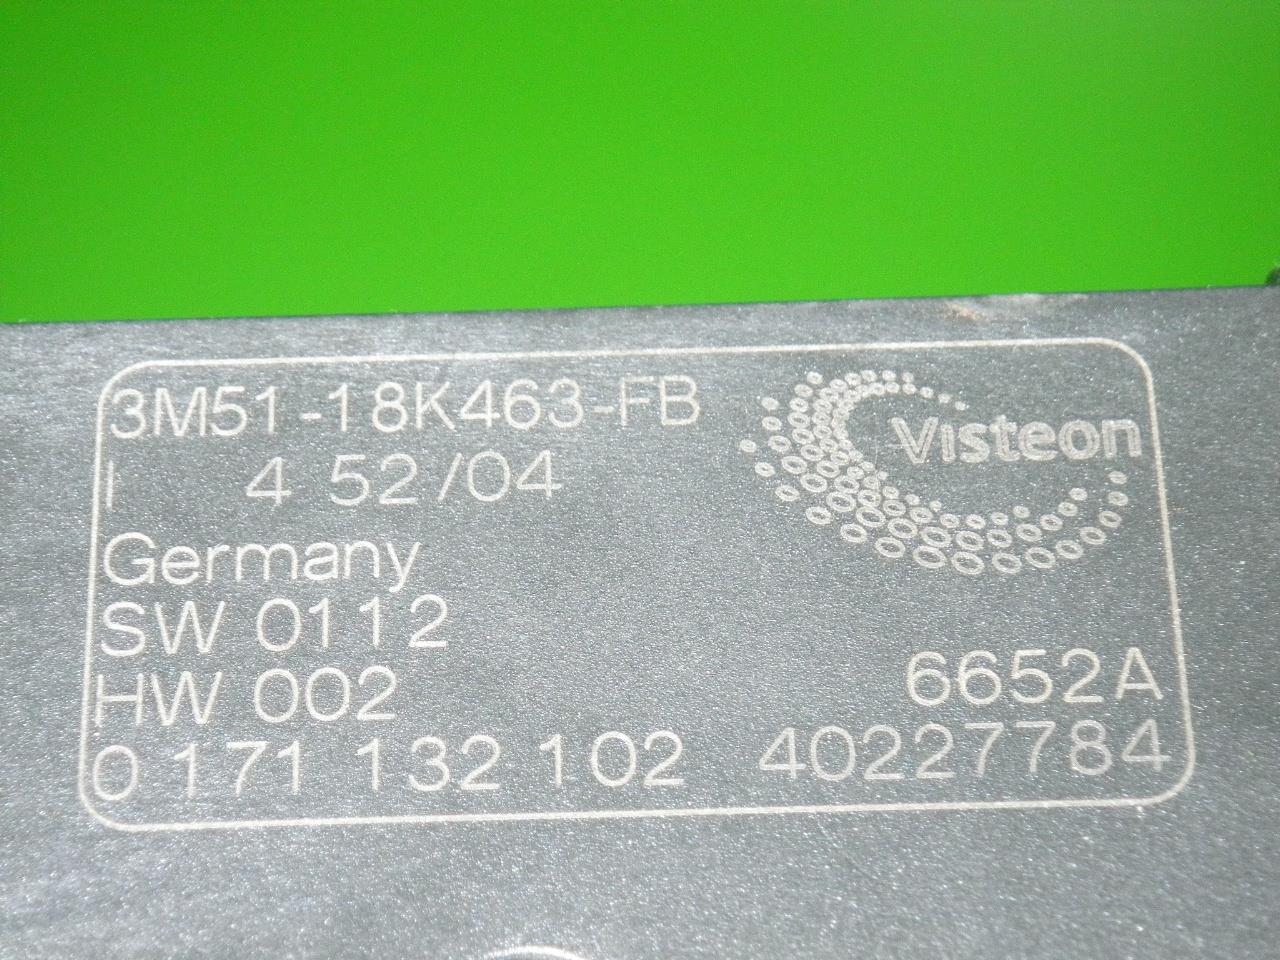 3M51-18K463-FB
Visteon
I 4 52/04
Germany
SW 0112
HW 002
6652A
0 171 132 102 40227784